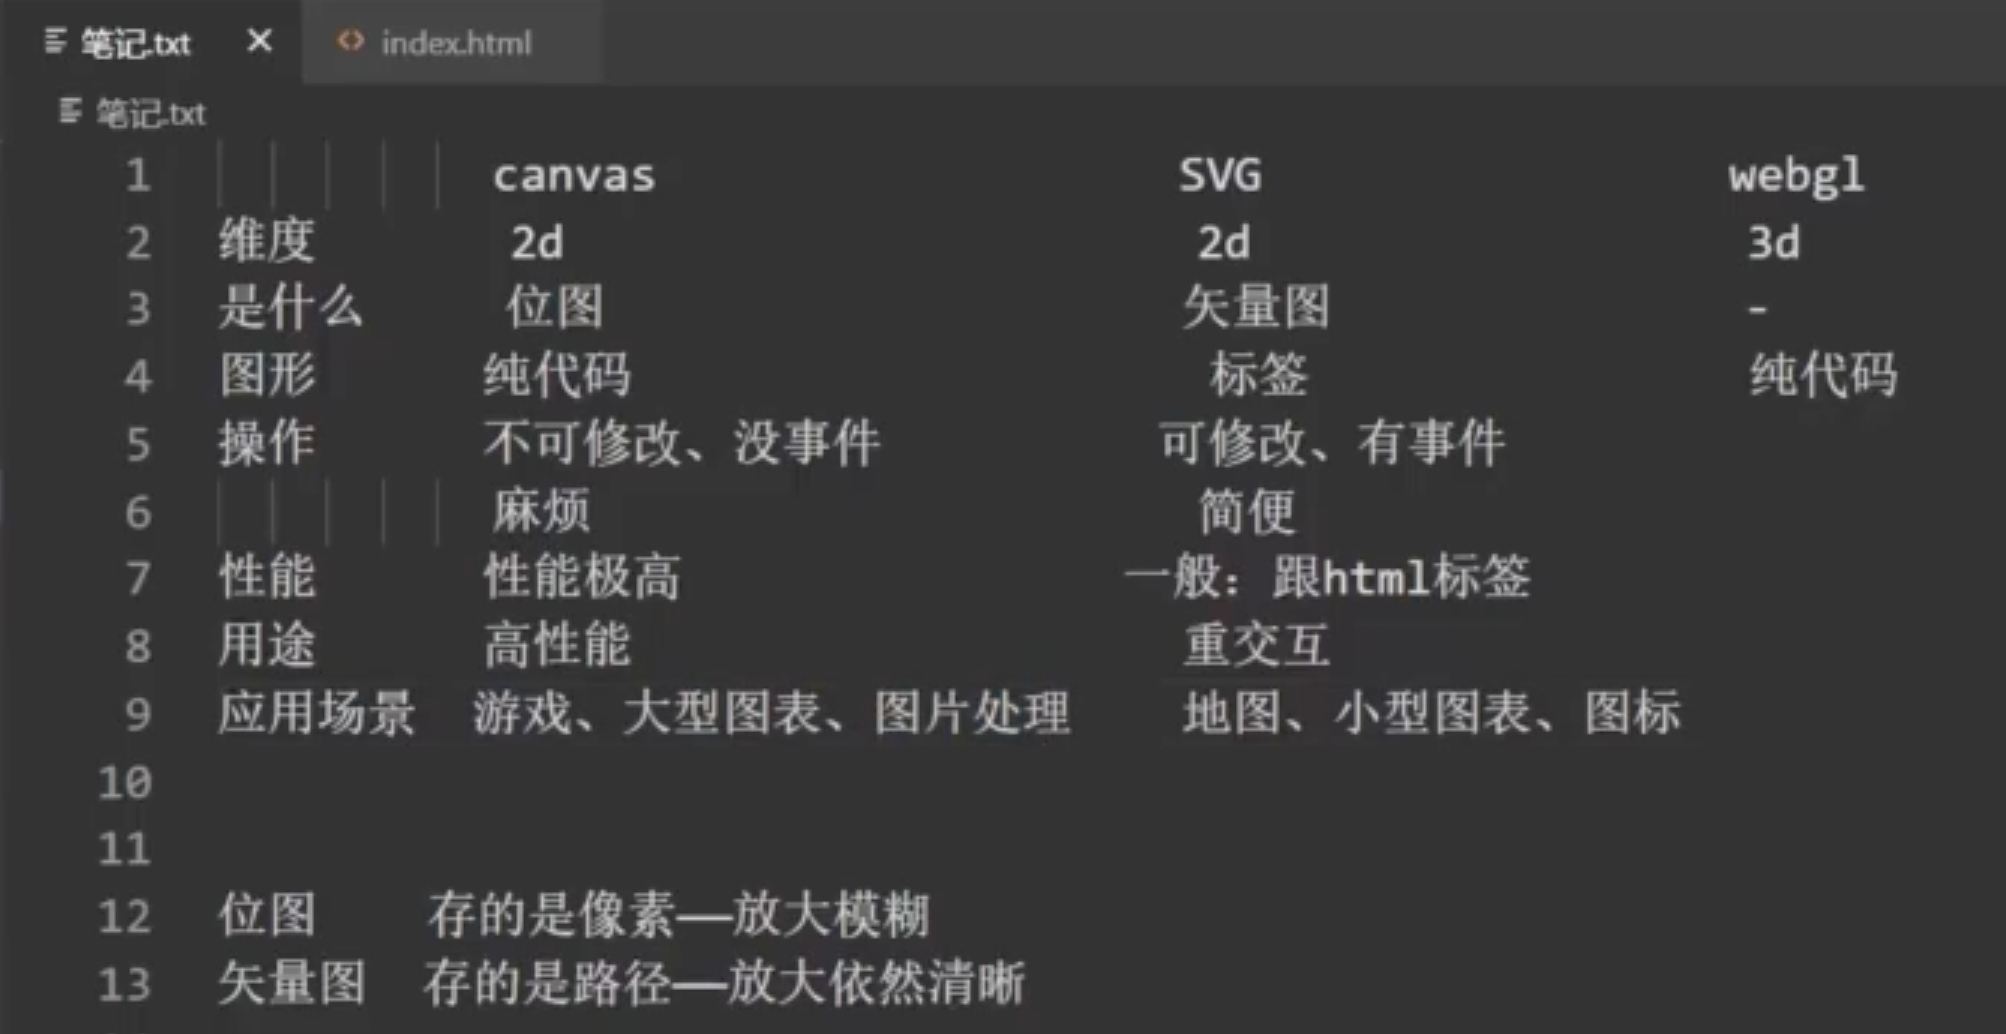 笔记.txt × <> index.html
笔记.txt
1 canvas SVG webgl
2 维度 2d 2d 3d
3 是什么 位图 矢量图 -
4 图形 纯代码 标签 纯代码
5 操作 不可修改、没事件 可修改、有事件
6 麻烦 简便
7 性能 性能极高 一般：跟html标签
8 用途 高性能 重交互
9 应用场景 游戏、大型图表、图片处理 地图、小型图表、图标
10
11
12 位图 存的是像素——放大模糊
13 矢量图 存的是路径——放大依然清晰